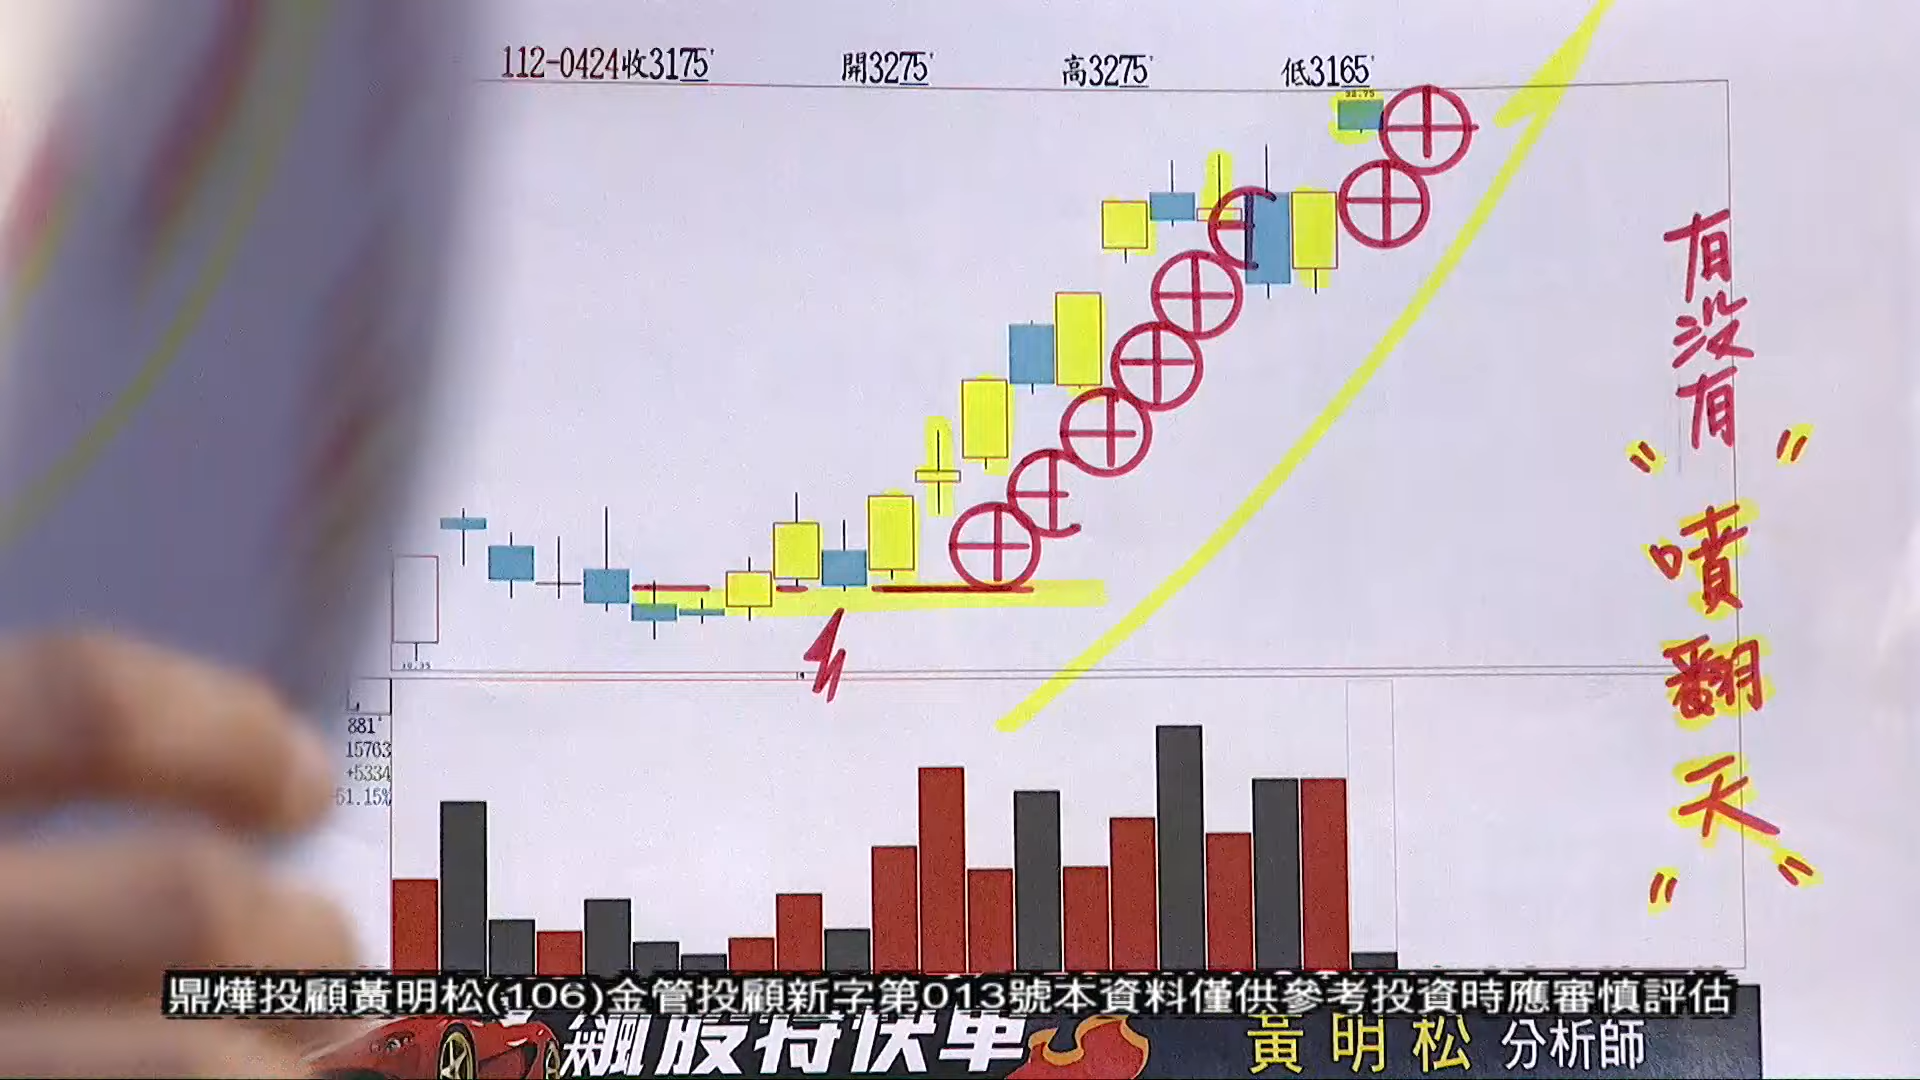 112-0424收3175' 開3275' 高3275' 低3165'
32.75
有沒有
"噴翻天"
881'
15763
+5334
51.15%
鼎燁投顧黃明松(106)金管投顧新字第013號本資料僅供參考投資時應審慎評估
飆股特快車
黃明松 分析師